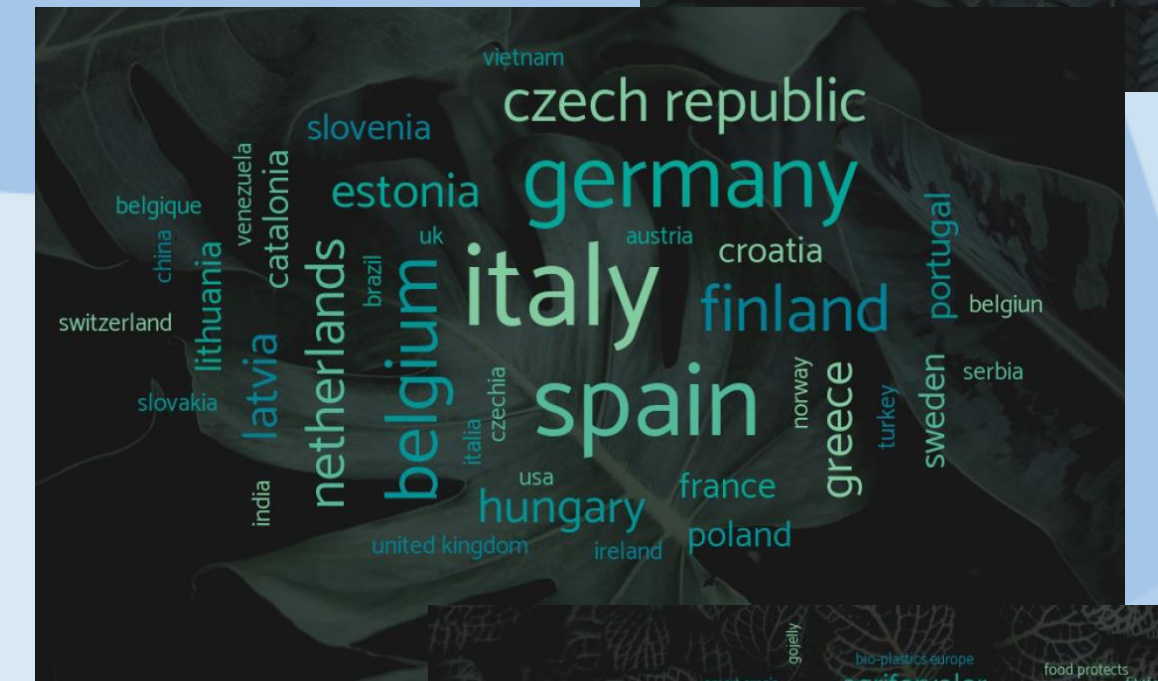 vietnam
czech republic
slovenia
germany
venezuela
catalonia
estonia
belgique
portugal
uk
austria
croatia
china
lithuania
netherlands
brazil
belgium
italy
finland
belgiun
switzerland
latvia
spain
norway
greece
sweden
serbia
czechia
turkey
slovakia
italia
usa
france
india
hungary
poland
united kingdom
ireland
gojelly
bio-plastics europe
food protects